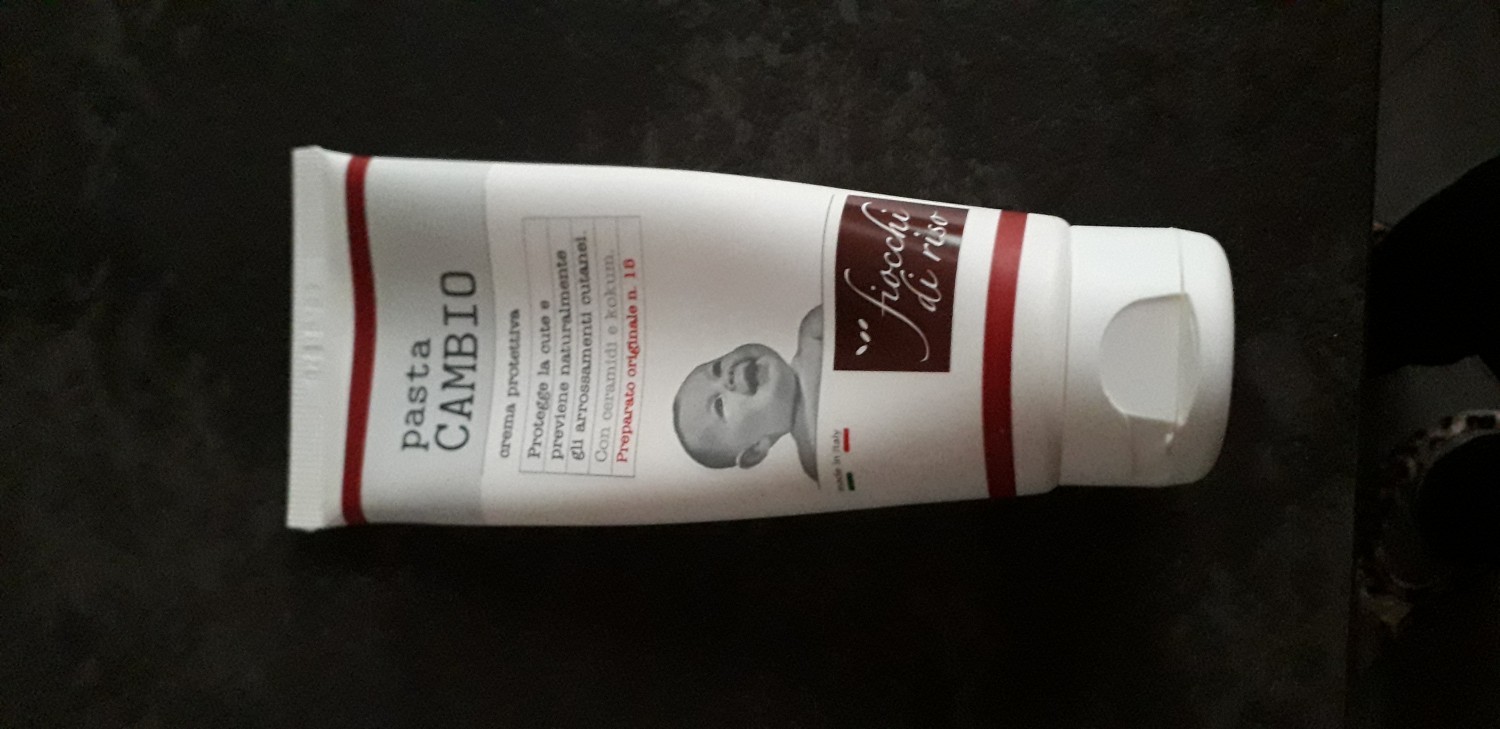 pasta
CAMBIO
crema protettiva
Protegge la cute e
previene naturalmente
gli arrossamenti cutanei.
Con ceramidi e kokum.
Preparato originale n. 18
made in Italy
fiocchi
di riso